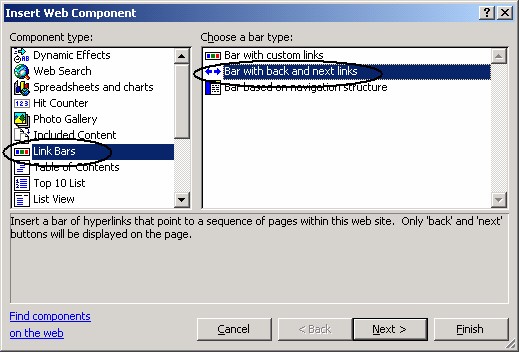 Insert Web Component
Component type:
Dynamic Effects
Web Search
Spreadsheets and charts
Hit Counter
Photo Gallery
Included Content
Link Bars
Table of Contents
Top 10 List
List View
Choose a bar type:
Bar with custom links
Bar with back and next links
Bar based on navigation structure
Insert a bar of hyperlinks that point to a sequence of pages within this web site.  Only 'back' and 'next'
buttons will be displayed on the page.
Find components
on the web
Cancel
< Back
Next >
Finish